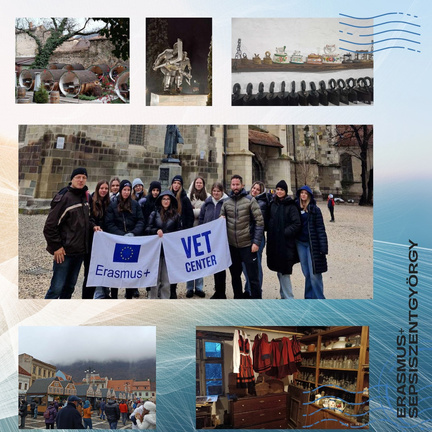 Erasmus+
VET
CENTER
ERASMUS+
SEPSISZENTGYÖRGY